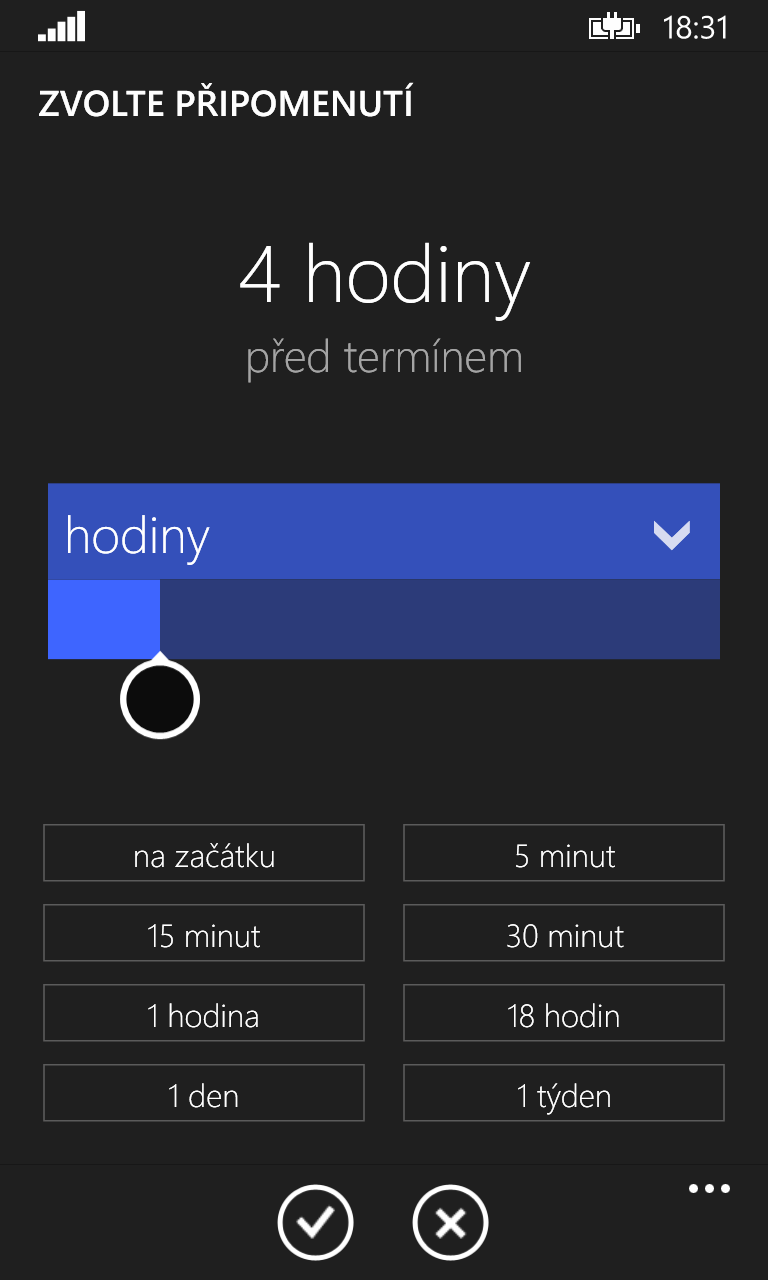 18:31
ZVOLTE PŘIPOMENUTÍ
4 hodiny
před termínem
hodiny
na začátku
5 minut
15 minut
30 minut
1 hodina
18 hodin
1 den
1 týden